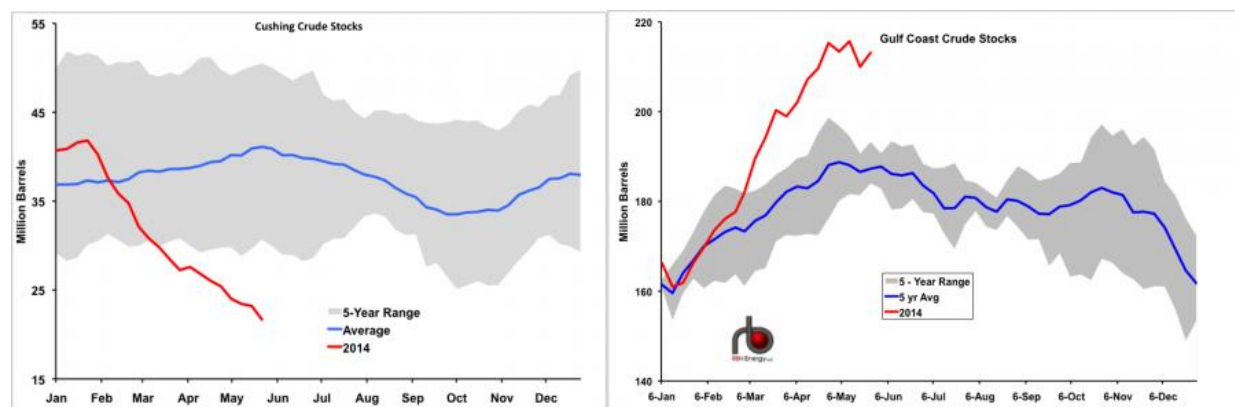 Cushing Crude Stocks
55
45
35
25
15
Million Barrels
5-Year Range
Average
2014
Jan Feb Mar Apr May Jun Jul Aug Sep Oct Nov Dec
Gulf Coast Crude Stocks
220
200
180
160
140
Million Barrels
5 - Year Range
5 yr Avg
2014
rb
RBN Energy
6-Jan 6-Feb 6-Mar 6-Apr 6-May 6-Jun 6-Jul 6-Aug 6-Sep 6-Oct 6-Nov 6-Dec